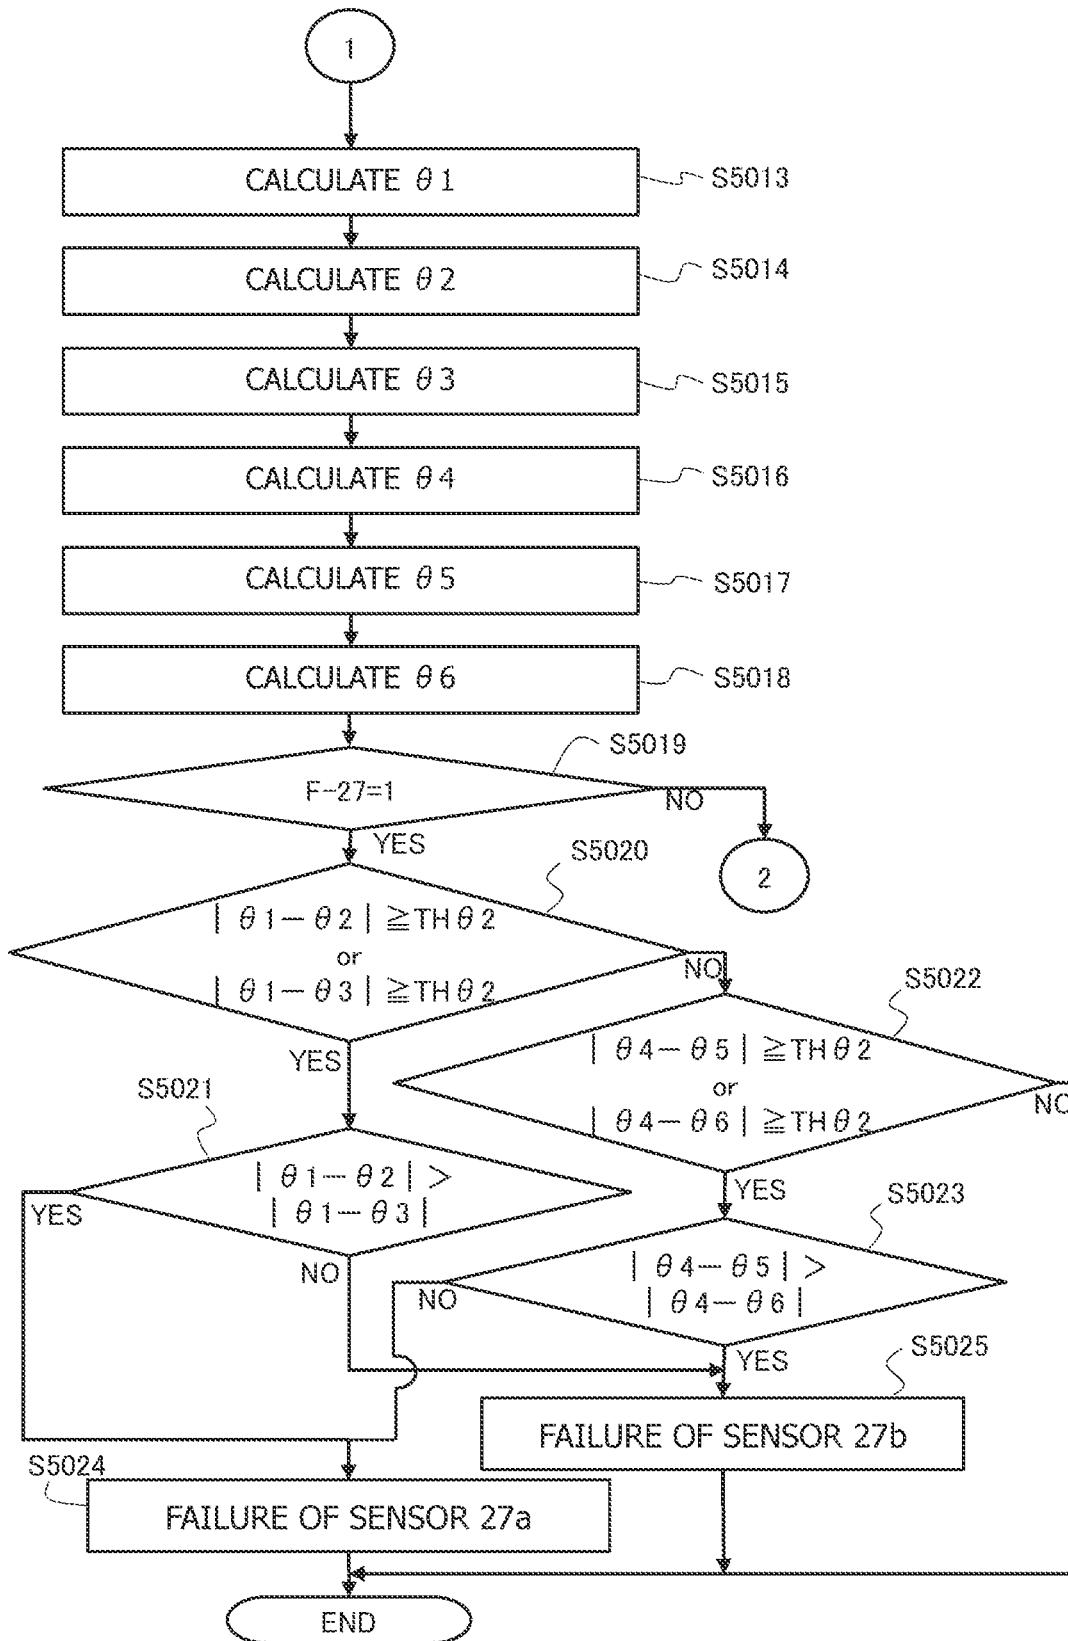 1
CALCULATE θ1
S5013
CALCULATE θ2
S5014
CALCULATE θ3
S5015
CALCULATE θ4
S5016
CALCULATE θ5
S5017
CALCULATE θ6
S5018
S5019
F-27=1
NO
YES
2
S5020
| θ1-θ2 | ≧THθ2
or
| θ1-θ3 | ≧THθ2
NO
YES
S5022
| θ4-θ5 | ≧THθ2
or
| θ4-θ6 | ≧THθ2
NO
YES
S5021
| θ1-θ2 | >
| θ1-θ3 |
YES
NO
S5023
| θ4-θ5 | >
| θ4-θ6 |
NO
YES
S5025
FAILURE OF SENSOR 27b
S5024
FAILURE OF SENSOR 27a
END